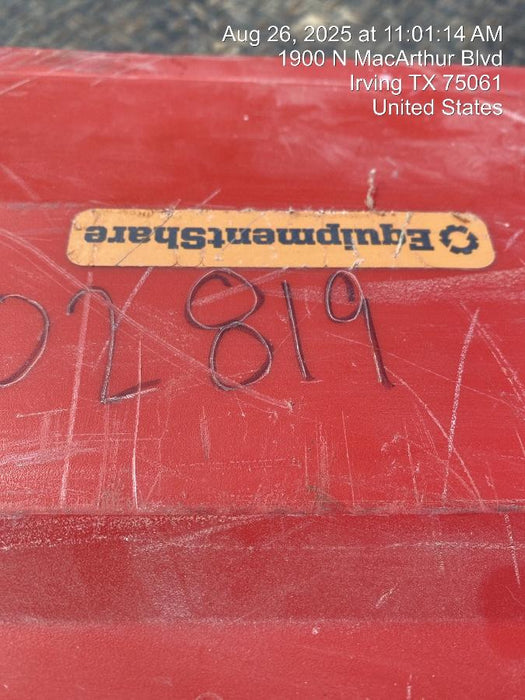 Aug 26, 2025 at 11:01:14 AM
1900 N MacArthur Blvd
Irving TX 75061
United States
EquipmentShare
02819